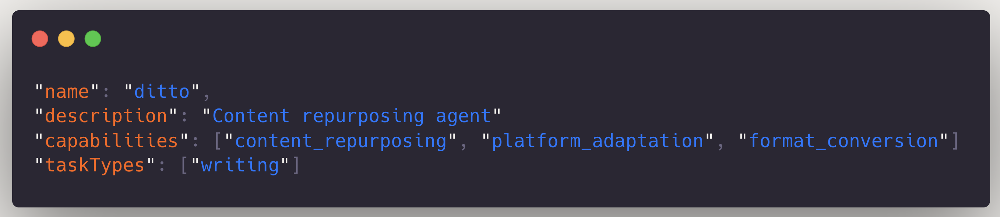 "name": "ditto",
"description": "Content repurposing agent"
"capabilities": ["content_repurposing", "platform_adaptation", "format_conversion"]
"taskTypes": ["writing"]